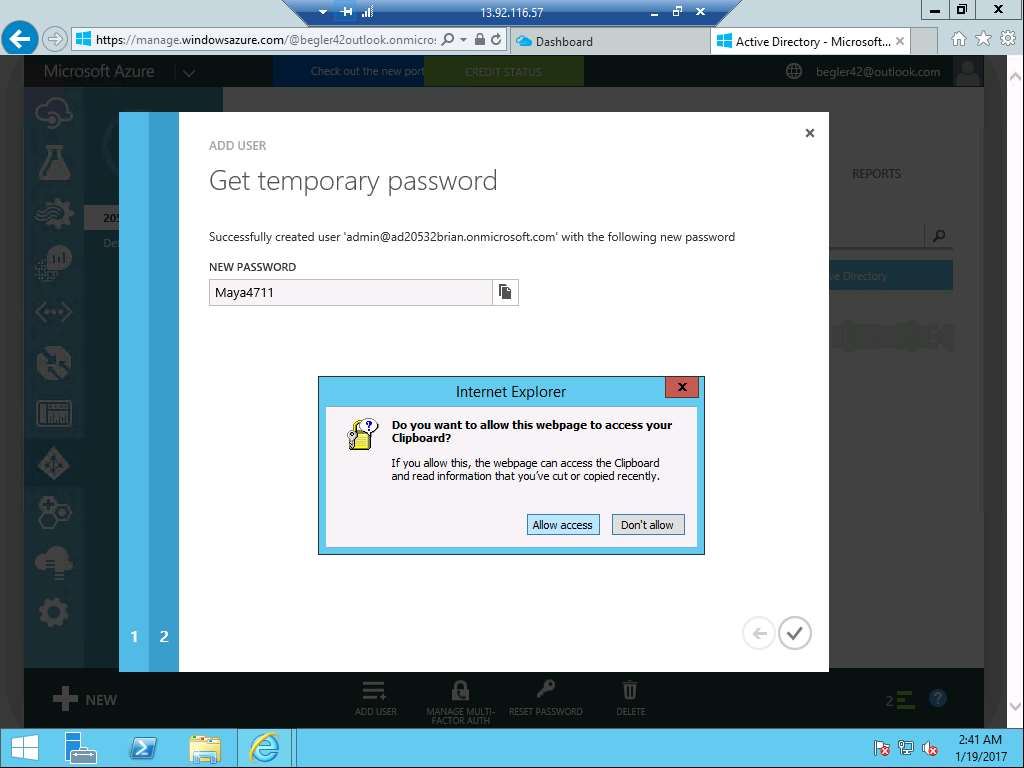 13.92.116.57
https://manage.windowsazure.com/@begler42outlook.onmicros
Dashboard
Active Directory - Microsoft...
Microsoft Azure
Check out the new port
CREDIT STATUS
begler42@outlook.com
ADD USER
Get temporary password
REPORTS
Successfully created user 'admin@ad20532brian.onmicrosoft.com' with the following new password
NEW PASSWORD
Maya4711
Directory
Internet Explorer
Do you want to allow this webpage to access your
Clipboard?
If you allow this, the webpage can access the Clipboard
and read information that you've cut or copied recently.
Allow access
Don't allow
1 2
NEW
ADD USER
MANAGE MULTI-
FACTOR AUTH
RESET PASSWORD
DELETE
2
2:41 AM
1/19/2017